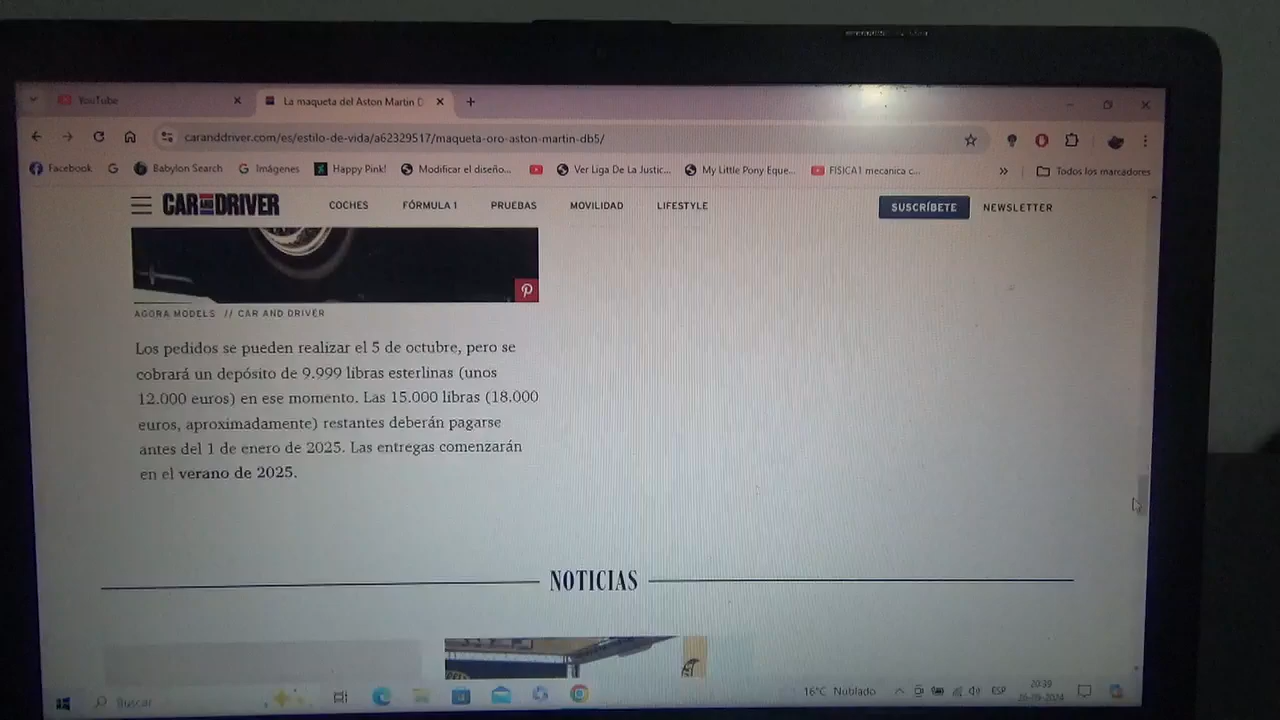 YouTube
La maqueta del Aston Martin D
caranddriver.com/es/estilo-de-vida/a62329517/maqueta-oro-aston-martin-db5/
Facebook
Babylon Search
Imágenes
Happy Pink!
Modificar el diseño...
Ver Liga De La Justic...
My Little Pony Eque...
FISICA1 mecanica c...
»
Todos los marcadores
CAR AND DRIVER
COCHES
FÓRMULA 1
PRUEBAS
MOVILIDAD
LIFESTYLE
SUSCRÍBETE
NEWSLETTER
AGORA MODELS // CAR AND DRIVER
Los pedidos se pueden realizar el 5 de octubre, pero se
cobrará un depósito de 9.999 libras esterlinas (unos
12.000 euros) en ese momento. Las 15.000 libras (18.000
euros, aproximadamente) restantes deberán pagarse
antes del 1 de enero de 2025. Las entregas comenzarán
en el verano de 2025.
NOTICIAS
Buscar
16°C Nublado
ESP
20:39
26-09-2024